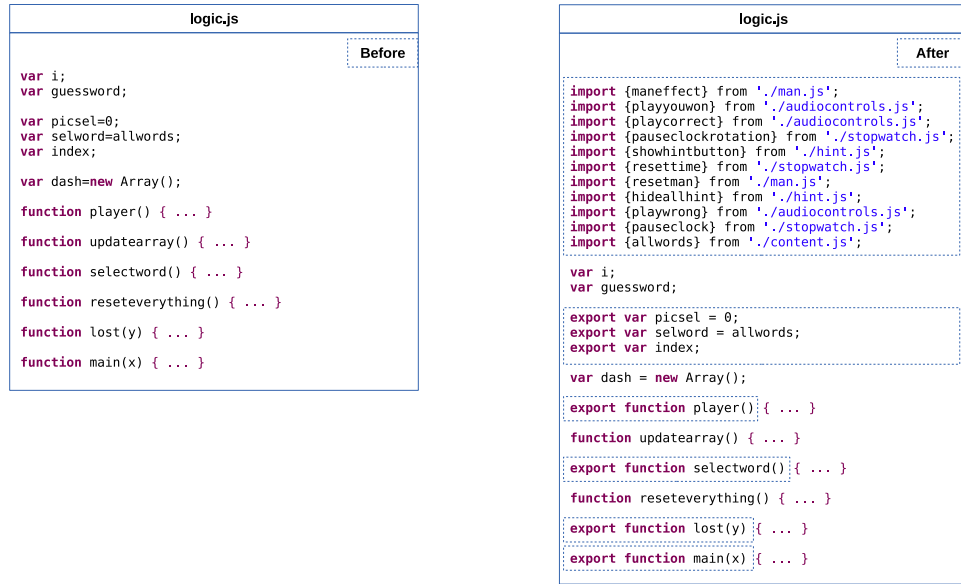 logic.js
Before
var i;
var guessword;
var picsel=0;
var selword=allwords;
var index;
var dash=new Array();
function player() { ... }
function updatearray() { ... }
function selectword() { ... }
function reseteverything() { ... }
function lost(y) { ... }
function main(x) { ... }
logic.js
After
import {maneffect} from './man.js';
import {playyouwon} from './audiocontrols.js';
import {playcorrect} from './audiocontrols.js';
import {pauseclockrotation} from './stopwatch.js';
import {showhintbutton} from './hint.js';
import {resettime} from './stopwatch.js';
import {resetman} from './man.js';
import {hideallhint} from './hint.js';
import {playwrong} from './audiocontrols.js';
import {pauseclock} from './stopwatch.js';
import {allwords} from './content.js';
var i;
var guessword;
export var picsel = 0;
export var selword = allwords;
export var index;
var dash = new Array();
export function player() { ... }
function updatearray() { ... }
export function selectword() { ... }
function reseteverything() { ... }
export function lost(y) { ... }
export function main(x) { ... }